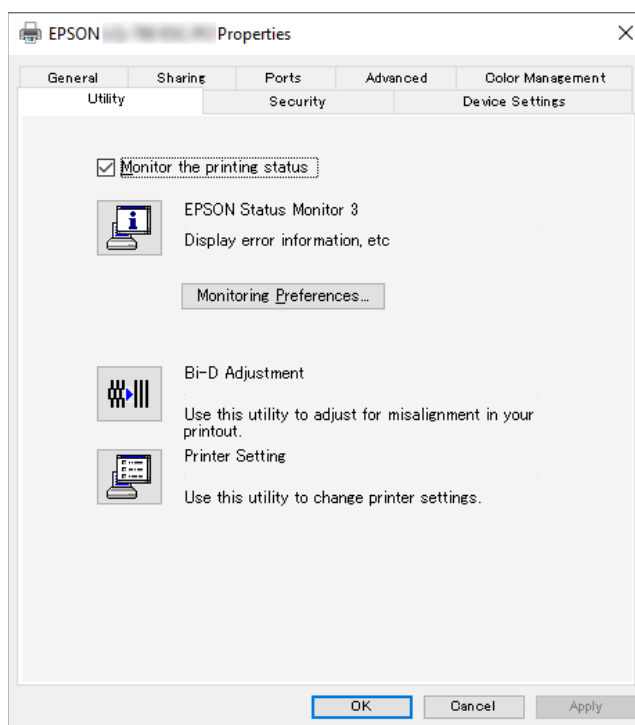 EPSON Properties
General Sharing Ports Advanced Color Management
Utility Security Device Settings
Monitor the printing status
EPSON Status Monitor 3
Display error information, etc
Monitoring Preferences...
Bi-D Adjustment
Use this utility to adjust for misalignment in your
printout.
Printer Setting
Use this utility to change printer settings.
OK Cancel Apply